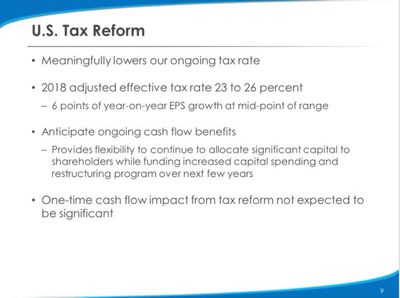 U.S. Tax Reform
• Meaningfully lowers our ongoing tax rate
• 2018 adjusted effective tax rate 23 to 26 percent
– 6 points of year-on-year EPS growth at mid-point of range
• Anticipate ongoing cash flow benefits
– Provides flexibility to continue to allocate significant capital to
shareholders while funding increased capital spending and
restructuring program over next few years
• One-time cash flow impact from tax reform not expected to
be significant
9